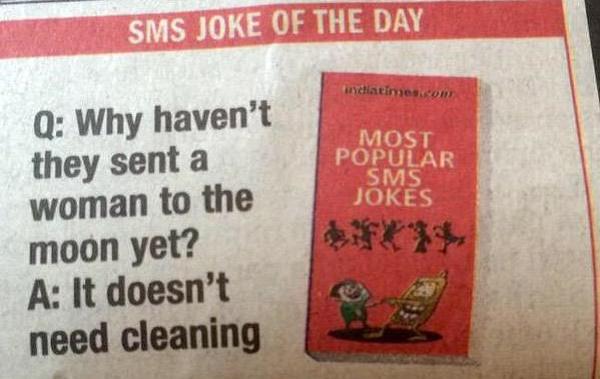 SMS JOKE OF THE DAY
Q: Why haven't
they sent a
woman to the
moon yet?
A: It doesn't
need cleaning
indiatimes.com
MOST
POPULAR
SMS
JOKES